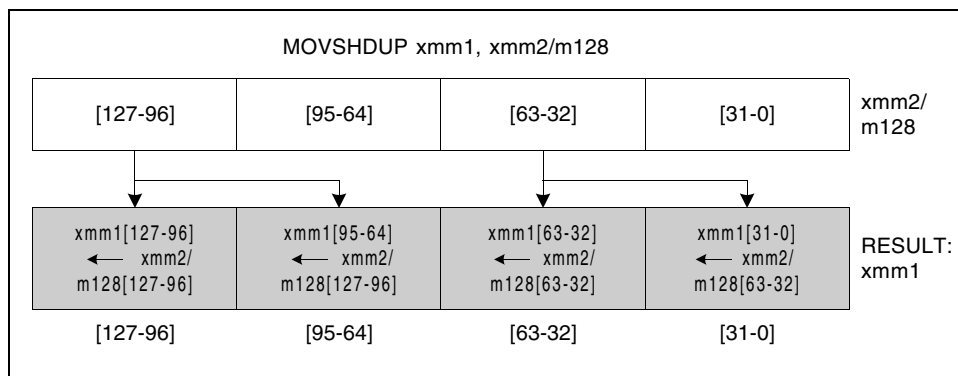 MOVSHDUP xmm1, xmm2/m128
[127-96] [95-64] [63-32] [31-0] xmm2/
m128
xmm1[127-96] xmm1[95-64] xmm1[63-32] xmm1[31-0] RESULT:
← xmm2/ ← xmm2/ ← xmm2/ ← xmm2/ xmm1
m128[127-96] m128[127-96] m128[63-32] m128[63-32]
[127-96] [95-64] [63-32] [31-0]